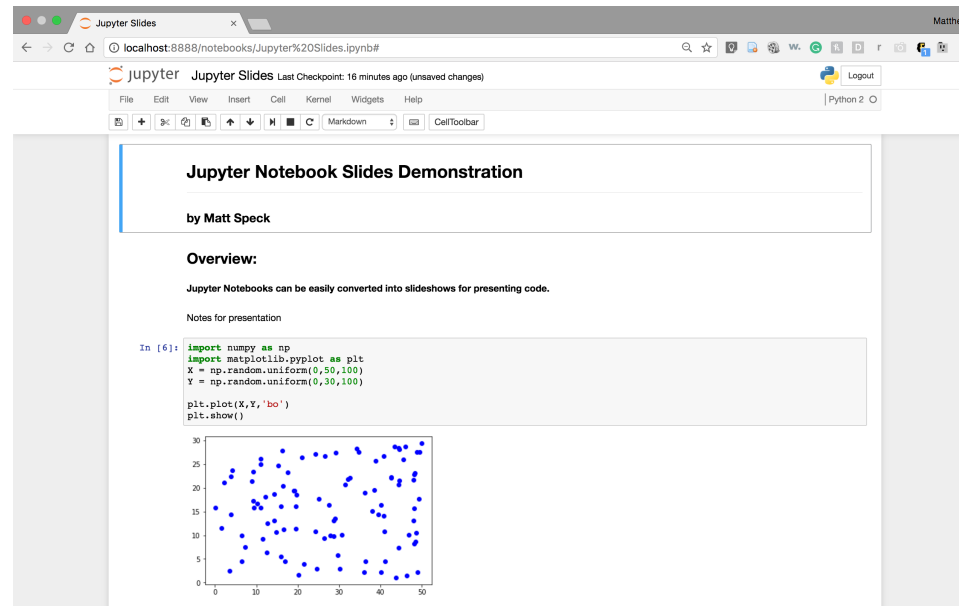 Jupyter Slides
Matthe
localhost:8888/notebooks/Jupyter%20Slides.ipynb#
jupyter Jupyter Slides Last Checkpoint: 16 minutes ago (unsaved changes)
Logout
File Edit View Insert Cell Kernel Widgets Help
Python 2
Markdown
CellToolbar
Jupyter Notebook Slides Demonstration
by Matt Speck
Overview:
Jupyter Notebooks can be easily converted into slideshows for presenting code.
Notes for presentation
In [6]: import numpy as np
import matplotlib.pyplot as plt
X = np.random.uniform(0,50,100)
Y = np.random.uniform(0,30,100)
plt.plot(X,Y,'bo')
plt.show()
30
25
20
15
10
5
0
0 10 20 30 40 50